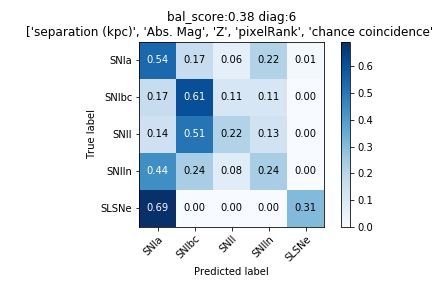 bal_score:0.38 diag:6
['separation (kpc)', 'Abs. Mag', 'Z', 'pixelRank', 'chance coincidence'
True label
SNIa 0.54 0.17 0.06 0.22 0.01
SNIbc 0.17 0.61 0.11 0.11 0.00
SNII 0.14 0.51 0.22 0.13 0.00
SNIIn 0.44 0.24 0.08 0.24 0.00
SLSNe 0.69 0.00 0.00 0.00 0.31
SNIa SNIbc SNII SNIIn SLSNe
Predicted label
0.6
0.5
0.4
0.3
0.2
0.1
0.0